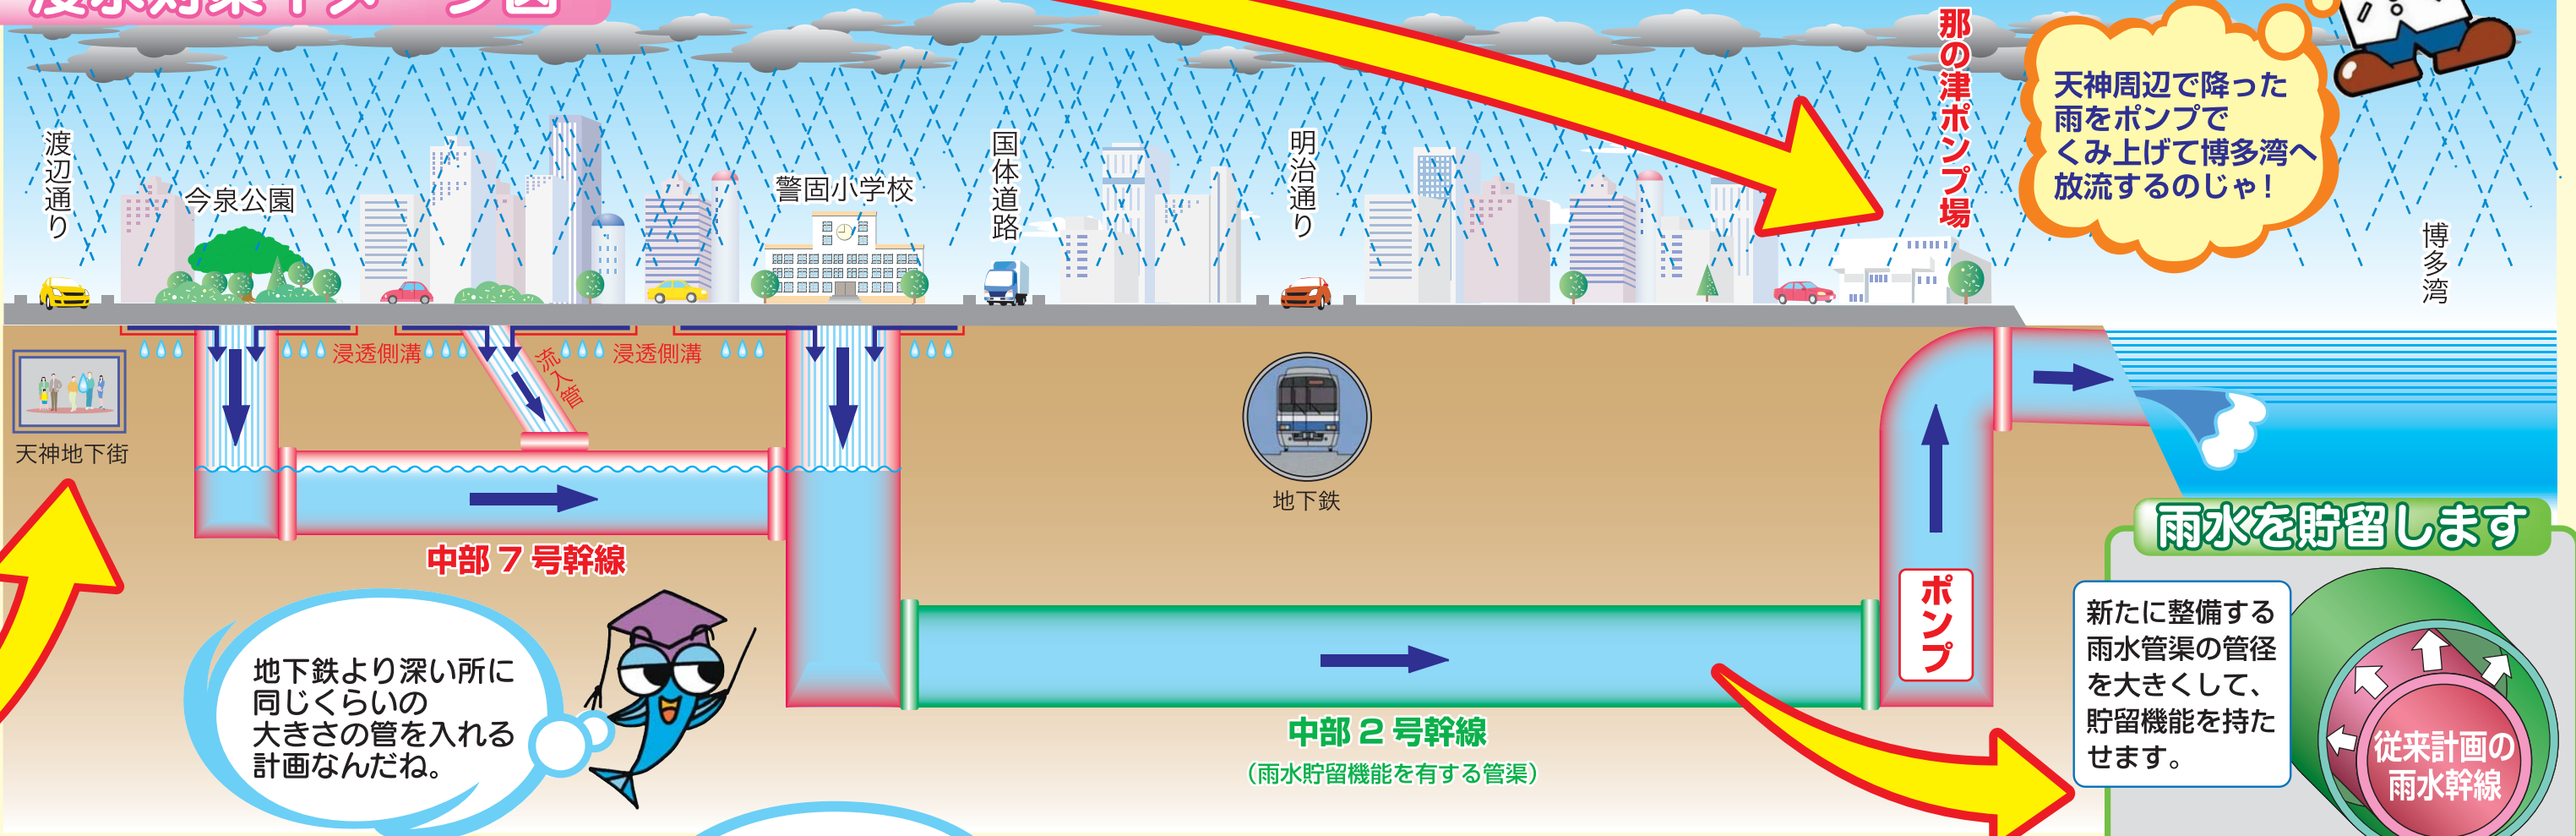 浸水対策イメージ図
渡辺通り
今泉公園
警固小学校
国体道路
明治通り
那の津ポンプ場
天神周辺で降った
雨をポンプで
くみ上げて博多湾へ
放流するのじゃ！
博多湾
天神地下街
浸透側溝
流入管
浸透側溝
地下鉄
中部７号幹線
ポンプ
地下鉄より深い所に
同じくらいの
大きさの管を入れる
計画なんだね。
中部２号幹線
（雨水貯留機能を有する管渠）
雨水を貯留します
新たに整備する
雨水管渠の管径
を大きくして、
貯留機能を持た
せます。
従来計画の
雨水幹線